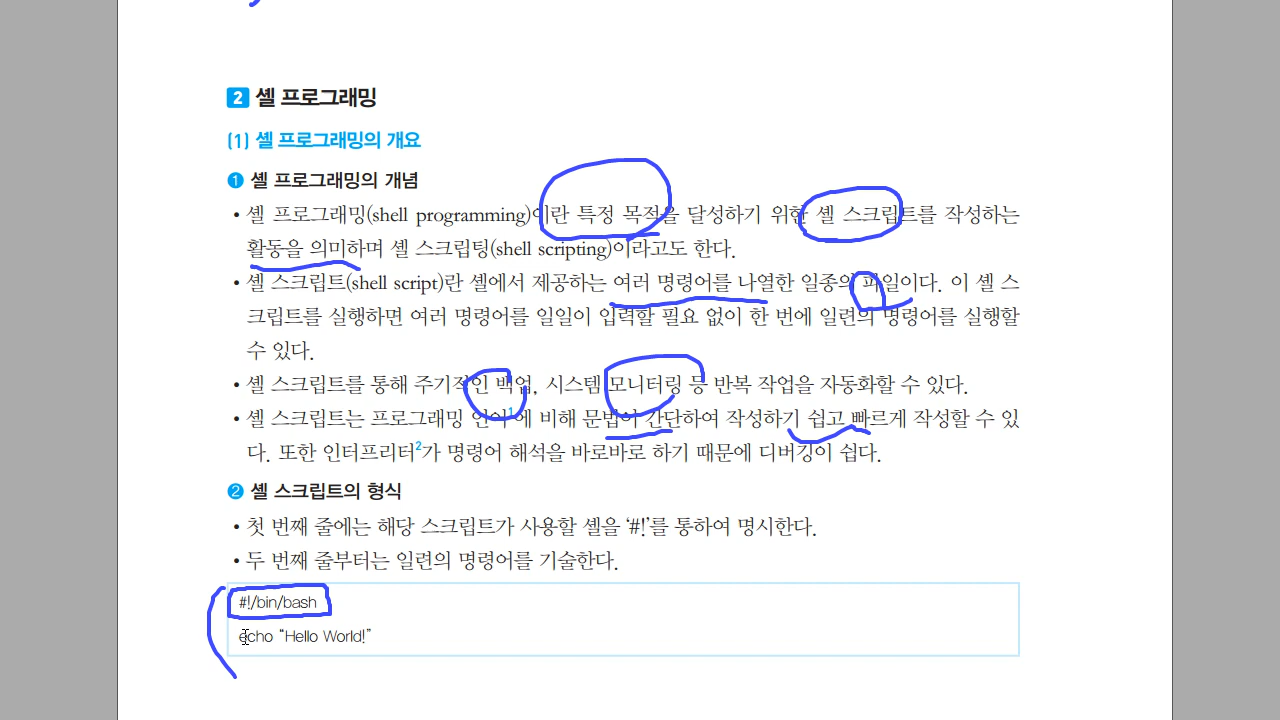 2 셸 프로그래밍
(1) 셸 프로그래밍의 개요
1 셸 프로그래밍의 개념
• 셸 프로그래밍(shell programming)이란 특정 목적을 달성하기 위한 셸 스크립트를 작성하는
활동을 의미하며 셸 스크립팅(shell scripting)이라고도 한다.
• 셸 스크립트(shell script)란 셸에서 제공하는 여러 명령어를 나열한 일종의 파일이다. 이 셸 스
크립트를 실행하면 여러 명령어를 일일이 입력할 필요 없이 한 번에 일련의 명령어를 실행할
수 있다.
• 셸 스크립트를 통해 주기적인 백업, 시스템 모니터링 등 반복 작업을 자동화할 수 있다.
• 셸 스크립트는 프로그래밍 언어1에 비해 문법이 간단하여 작성하기 쉽고 빠르게 작성할 수 있
다. 또한 인터프리터2가 명령어 해석을 바로바로 하기 때문에 디버깅이 쉽다.
2 셸 스크립트의 형식
• 첫 번째 줄에는 해당 스크립트가 사용할 셸을 ‘#!’를 통하여 명시한다.
• 두 번째 줄부터는 일련의 명령어를 기술한다.
#!/bin/bash
echo “Hello World!”